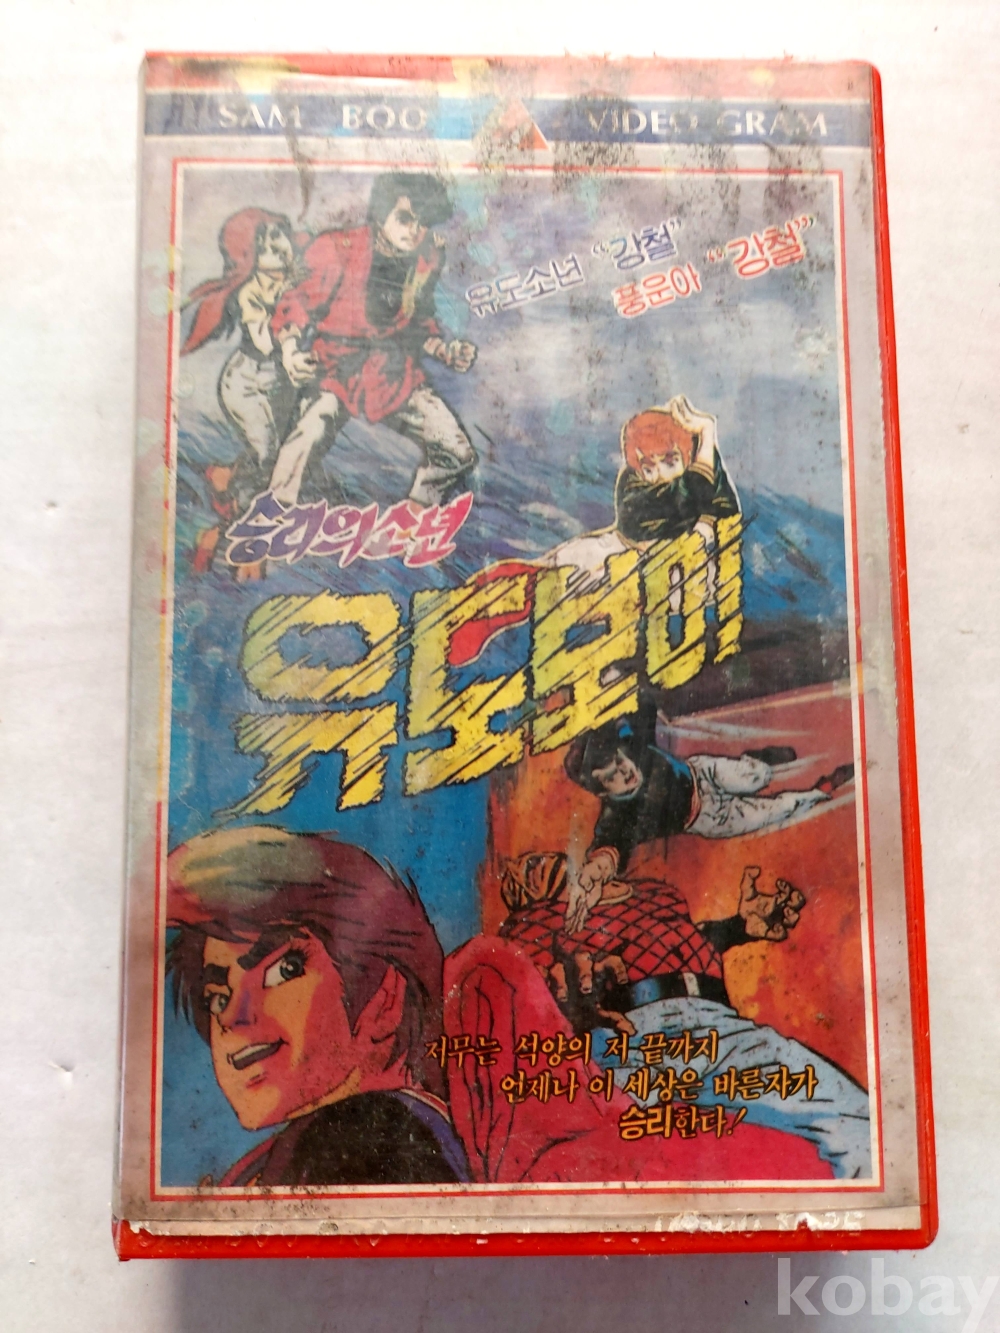 SAM BOO VIDEO GRAM
유도소년 "강철"
풍운아 "강철"
승리의소년
유도보이
저무는 석양의 저 끝까지
언제나 이 세상은 바른자가
승리한다!
kobay